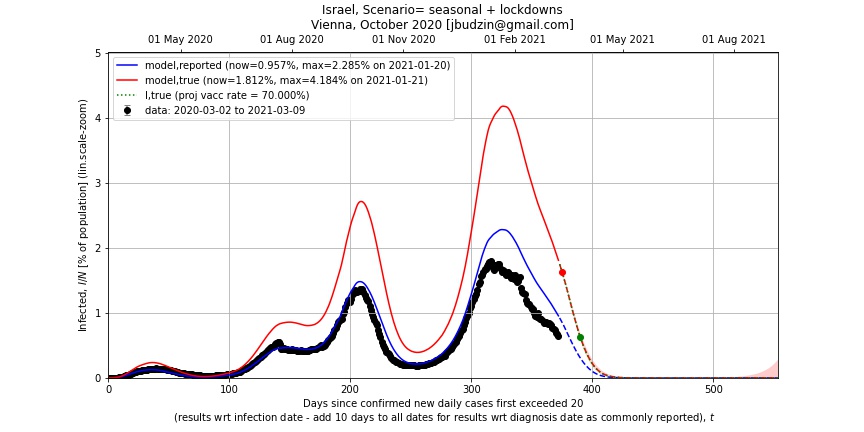 Israel, Scenario= seasonal + lockdowns
Vienna, October 2020 [jbudzin@gmail.com]
01 May 2020 01 Aug 2020 01 Nov 2020 01 Feb 2021 01 May 2021 01 Aug 2021
model,reported (now=0.957%, max=2.285% on 2021-01-20)
model,true (now=1.812%, max=4.184% on 2021-01-21)
I,true (proj vacc rate = 70.000%)
data: 2020-03-02 to 2021-03-09
Infected, I/N [% of population] (lin.scale-zoom)
5
4
3
2
1
0
0 100 200 300 400 500
Days since confirmed new daily cases exceeded 20
(results wrt infection date - add 10 days to all dates for results wrt diagnosis date as commonly reported), t